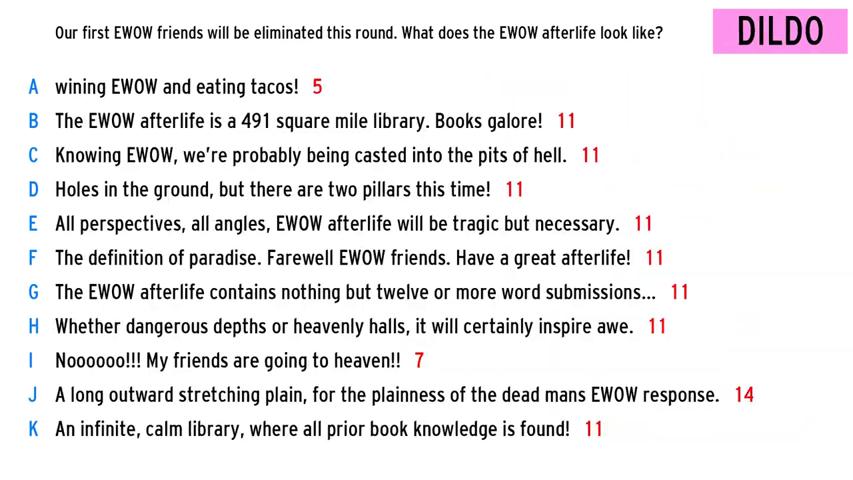 Our first EWOW friends will be eliminated this round. What does the EWOW afterlife look like?
DILDO
A wining EWOW and eating tacos! 5
B The EWOW afterlife is a 491 square mile library. Books galore! 11
C Knowing EWOW, we're probably being casted into the pits of hell. 11
D Holes in the ground, but there are two pillars this time! 11
E All perspectives, all angles, EWOW afterlife will be tragic but necessary. 11
F The definition of paradise. Farewell EWOW friends. Have a great afterlife! 11
G The EWOW afterlife contains nothing but twelve or more word submissions... 11
H Whether dangerous depths or heavenly halls, it will certainly inspire awe. 11
I Noooooo!!! My friends are going to heaven!! 7
J A long outward stretching plain, for the plainness of the dead mans EWOW response. 14
K An infinite, calm library, where all prior book knowledge is found! 11